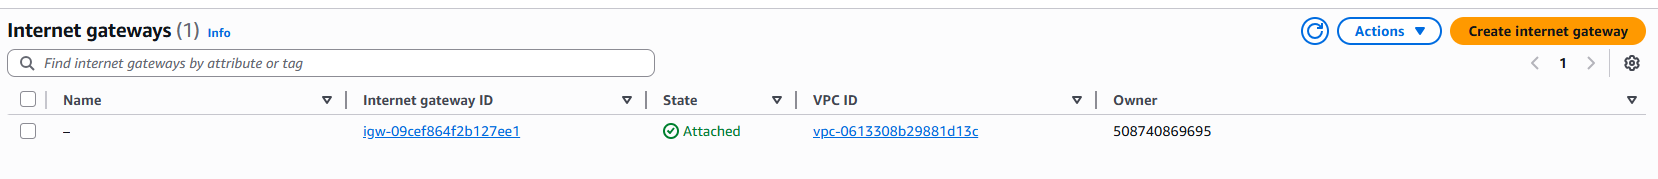 Internet gateways (1) Info
Actions
Create internet gateway
Find internet gateways by attribute or tag
1
Name Internet gateway ID State VPC ID Owner
– igw-09cef864f2b127ee1 Attached vpc-0613308b29881d13c 508740869695